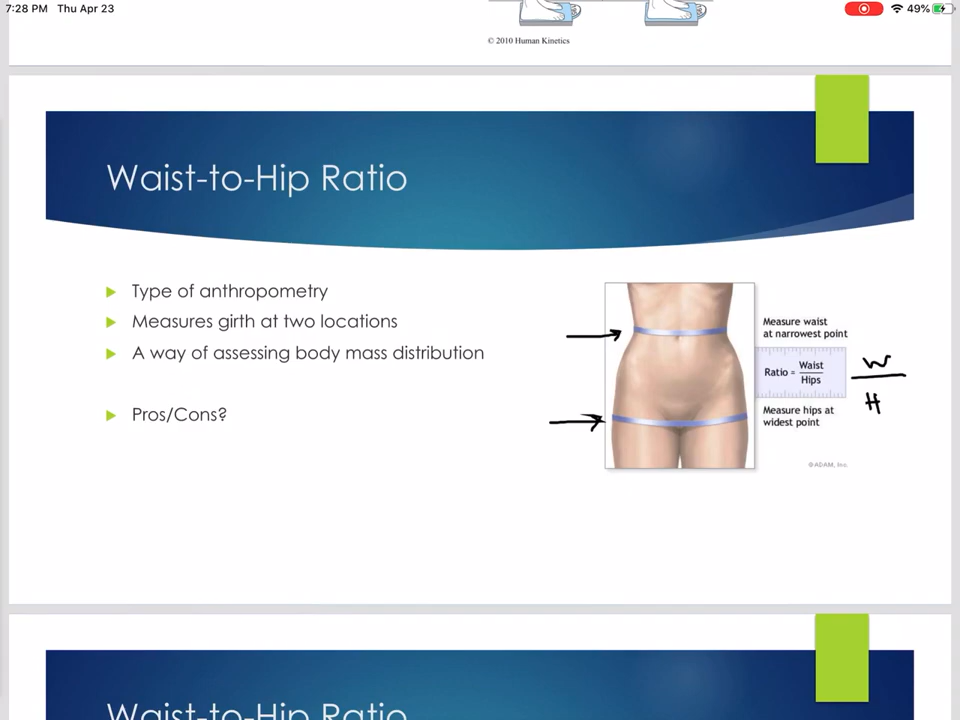 7:28 PM Thu Apr 23
49%
© 2010 Human Kinetics
Waist-to-Hip Ratio
Type of anthropometry
Measures girth at two locations
A way of assessing body mass distribution
Pros/Cons?
Measure waist
at narrowest point
Ratio = Waist
Hips
W
H
Measure hips at
widest point
©ADAM, Inc.
Waist-to-Hip Ratio